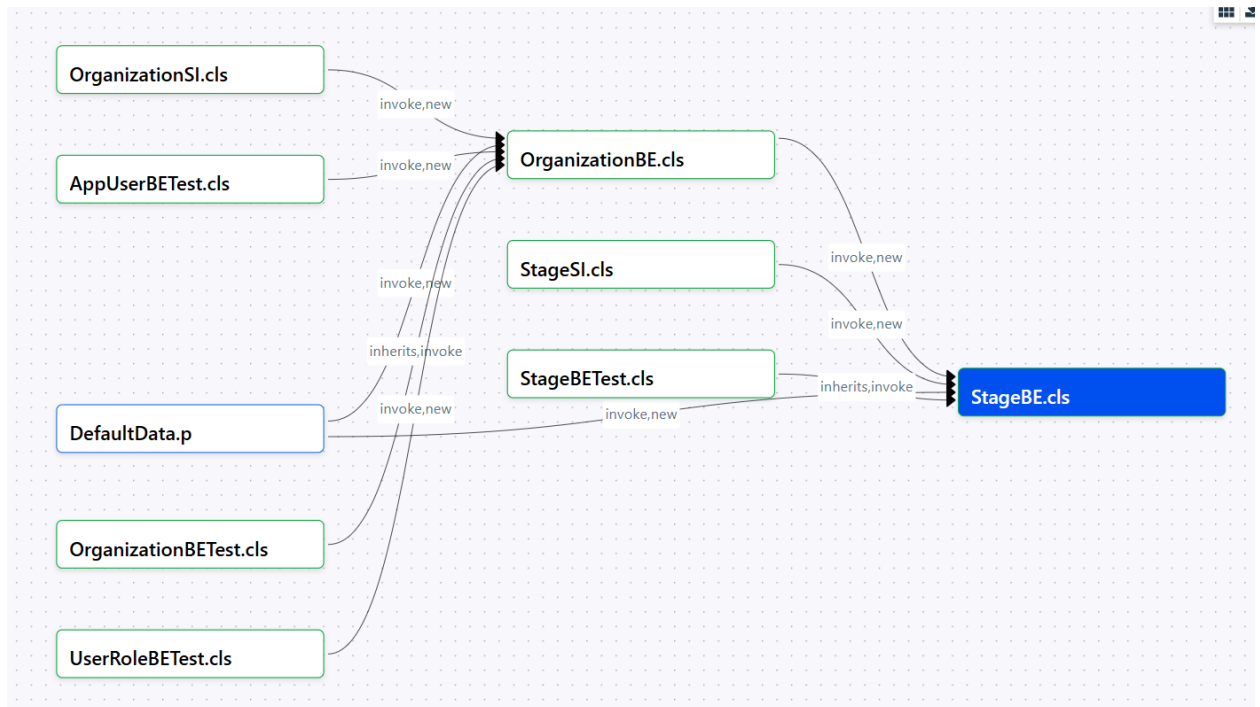 OrganizationSI.cls
invoke,new
OrganizationBE.cls
invoke,new
AppUserBETest.cls
invoke,new
StageSI.cls
invoke,new
invoke,new
inherits,invoke
StageBETest.cls
inherits,invoke
StageBE.cls
invoke,new
invoke,new
DefaultData.p
OrganizationBETest.cls
UserRoleBETest.cls